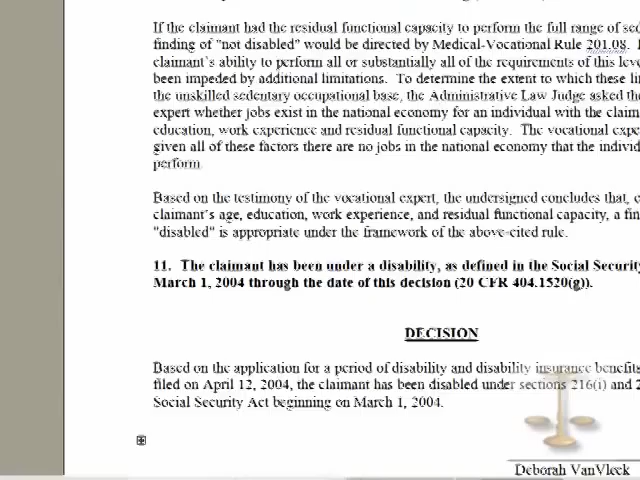 If the claimant had the residual functional capacity to perform the full range of sed
finding of "not disabled" would be directed by Medical-Vocational Rule 201.08.
claimant's ability to perform all or substantially all of the requirements of this leve
been impeded by additional limitations. To determine the extent to which these li
the unskilled sedentary occupational base, the Administrative Law Judge asked the
expert whether jobs exist in the national economy for an individual with the claim
education, work experience and residual functional capacity. The vocational expe
given all of these factors there are no jobs in the national economy that the individ
perform.
Based on the testimony of the vocational expert, the undersigned concludes that, c
claimant's age, education, work experience, and residual functional capacity, a fin
"disabled" is appropriate under the framework of the above-cited rule.
11. The claimant has been under a disability, as defined in the Social Security
March 1, 2004 through the date of this decision (20 CFR 404.1520(g)).
DECISION
Based on the application for a period of disability and disability insurance benefits
filed on April 12, 2004, the claimant has been disabled under sections 216(i) and 2
Social Security Act beginning on March 1, 2004.
Deborah VanVleck